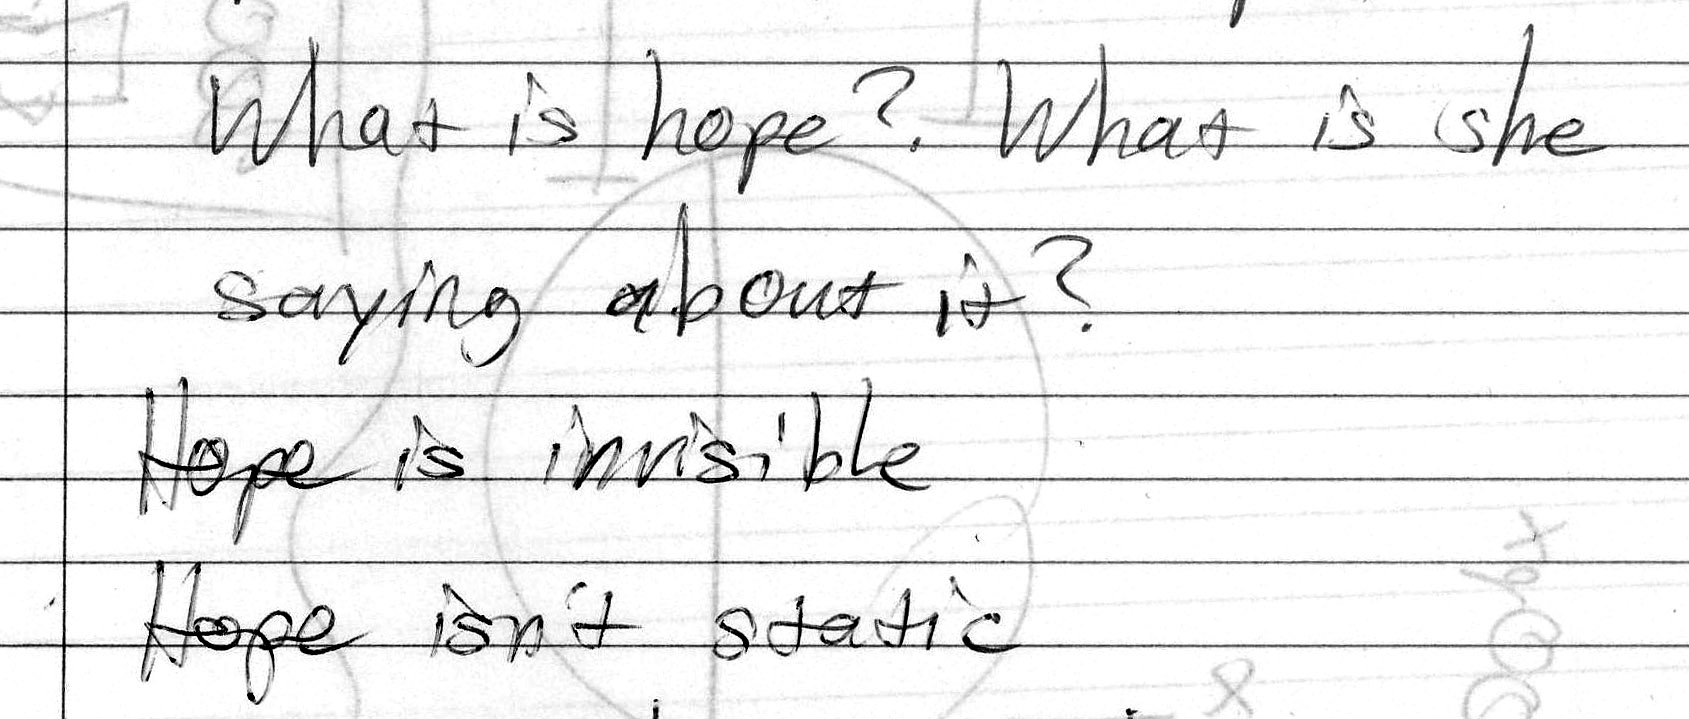 What is hope? What is she
saying about it?
Hope is invisible
Hope isn't static